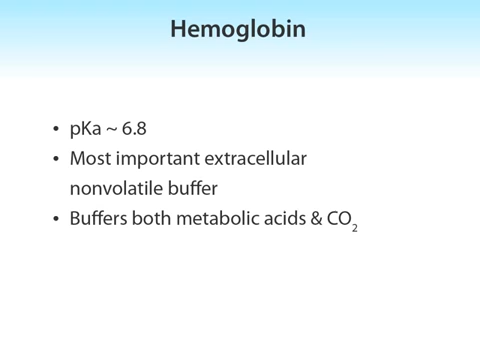 Hemoglobin
• pKa ~ 6.8
• Most important extracellular
nonvolatile buffer
• Buffers both metabolic acids & CO₂